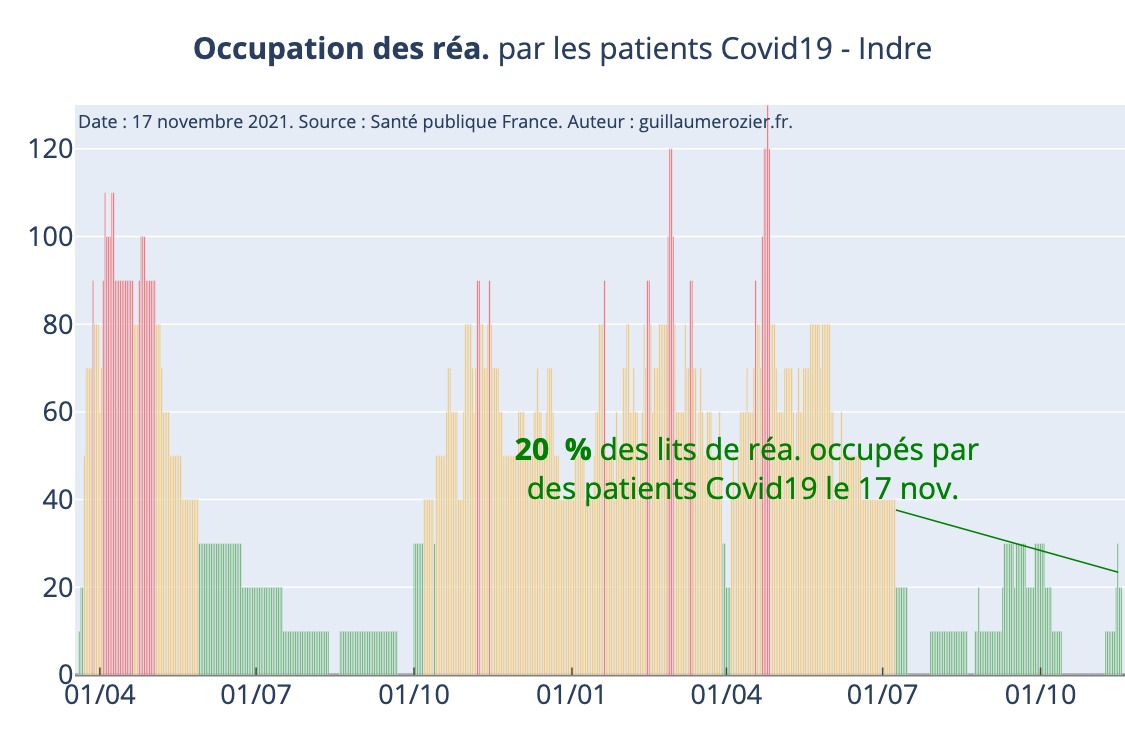 Occupation des réa. par les patients Covid19 - Indre
Date : 17 novembre 2021. Source : Santé publique France. Auteur : guillaumerozier.fr.
120
100
80
60
40
20
0
20 % des lits de réa. occupés par
des patients Covid19 le 17 nov.
01/04 01/07 01/10 01/01 01/04 01/07 01/10